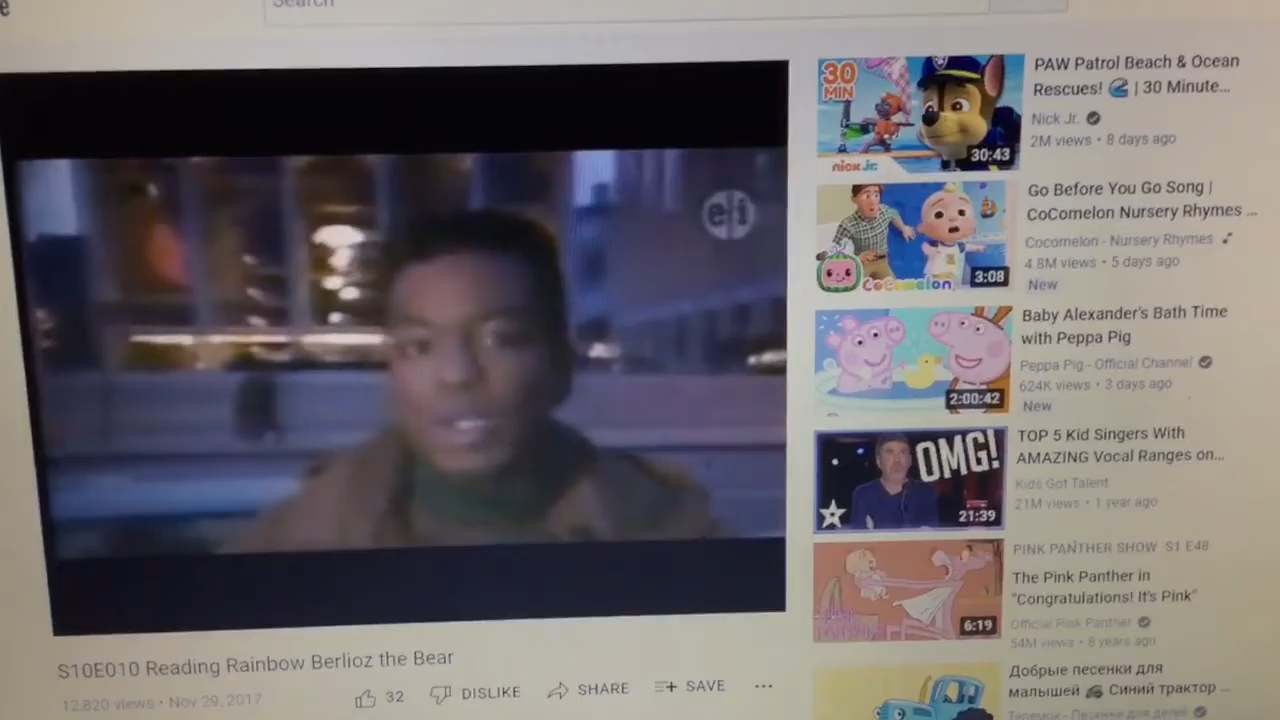 e
Search
e/i
S10E010 Reading Rainbow Berlioz the Bear
12,820 views • Nov 29, 2017
32
DISLIKE
SHARE
SAVE
30
MIN
nick jr.
30:43
PAW Patrol Beach & Ocean
Rescues! 🌊 | 30 Minute...
Nick Jr.
2M views • 8 days ago
CoComelon
3:08
Go Before You Go Song |
CoComelon Nursery Rhymes ...
Cocomelon - Nursery Rhymes
4.8M views • 5 days ago
New
2:00:42
Baby Alexander's Bath Time
with Peppa Pig
Peppa Pig - Official Channel
624K views • 3 days ago
New
OMG!
21:39
TOP 5 Kid Singers With
AMAZING Vocal Ranges on...
Kids Got Talent
21M views • 1 year ago
6:19
PINK PANTHER SHOW S1 E48
The Pink Panther in
"Congratulations! It's Pink"
Official Pink Panther
54M views • 8 years ago
Добрые песенки для
малышей 🚜 Синий трактор ...
Теремок - Песенки для детей